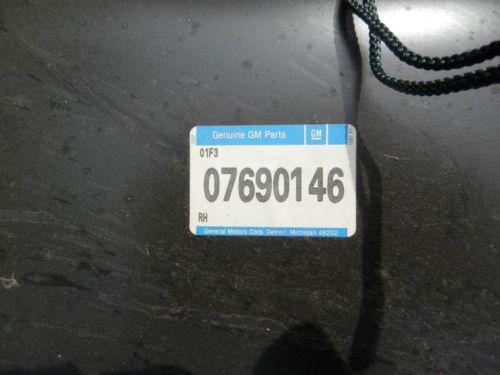 Genuine GM Parts GM
01F3
07690146
RH
General Motors Corp. Detroit, Michigan 48202